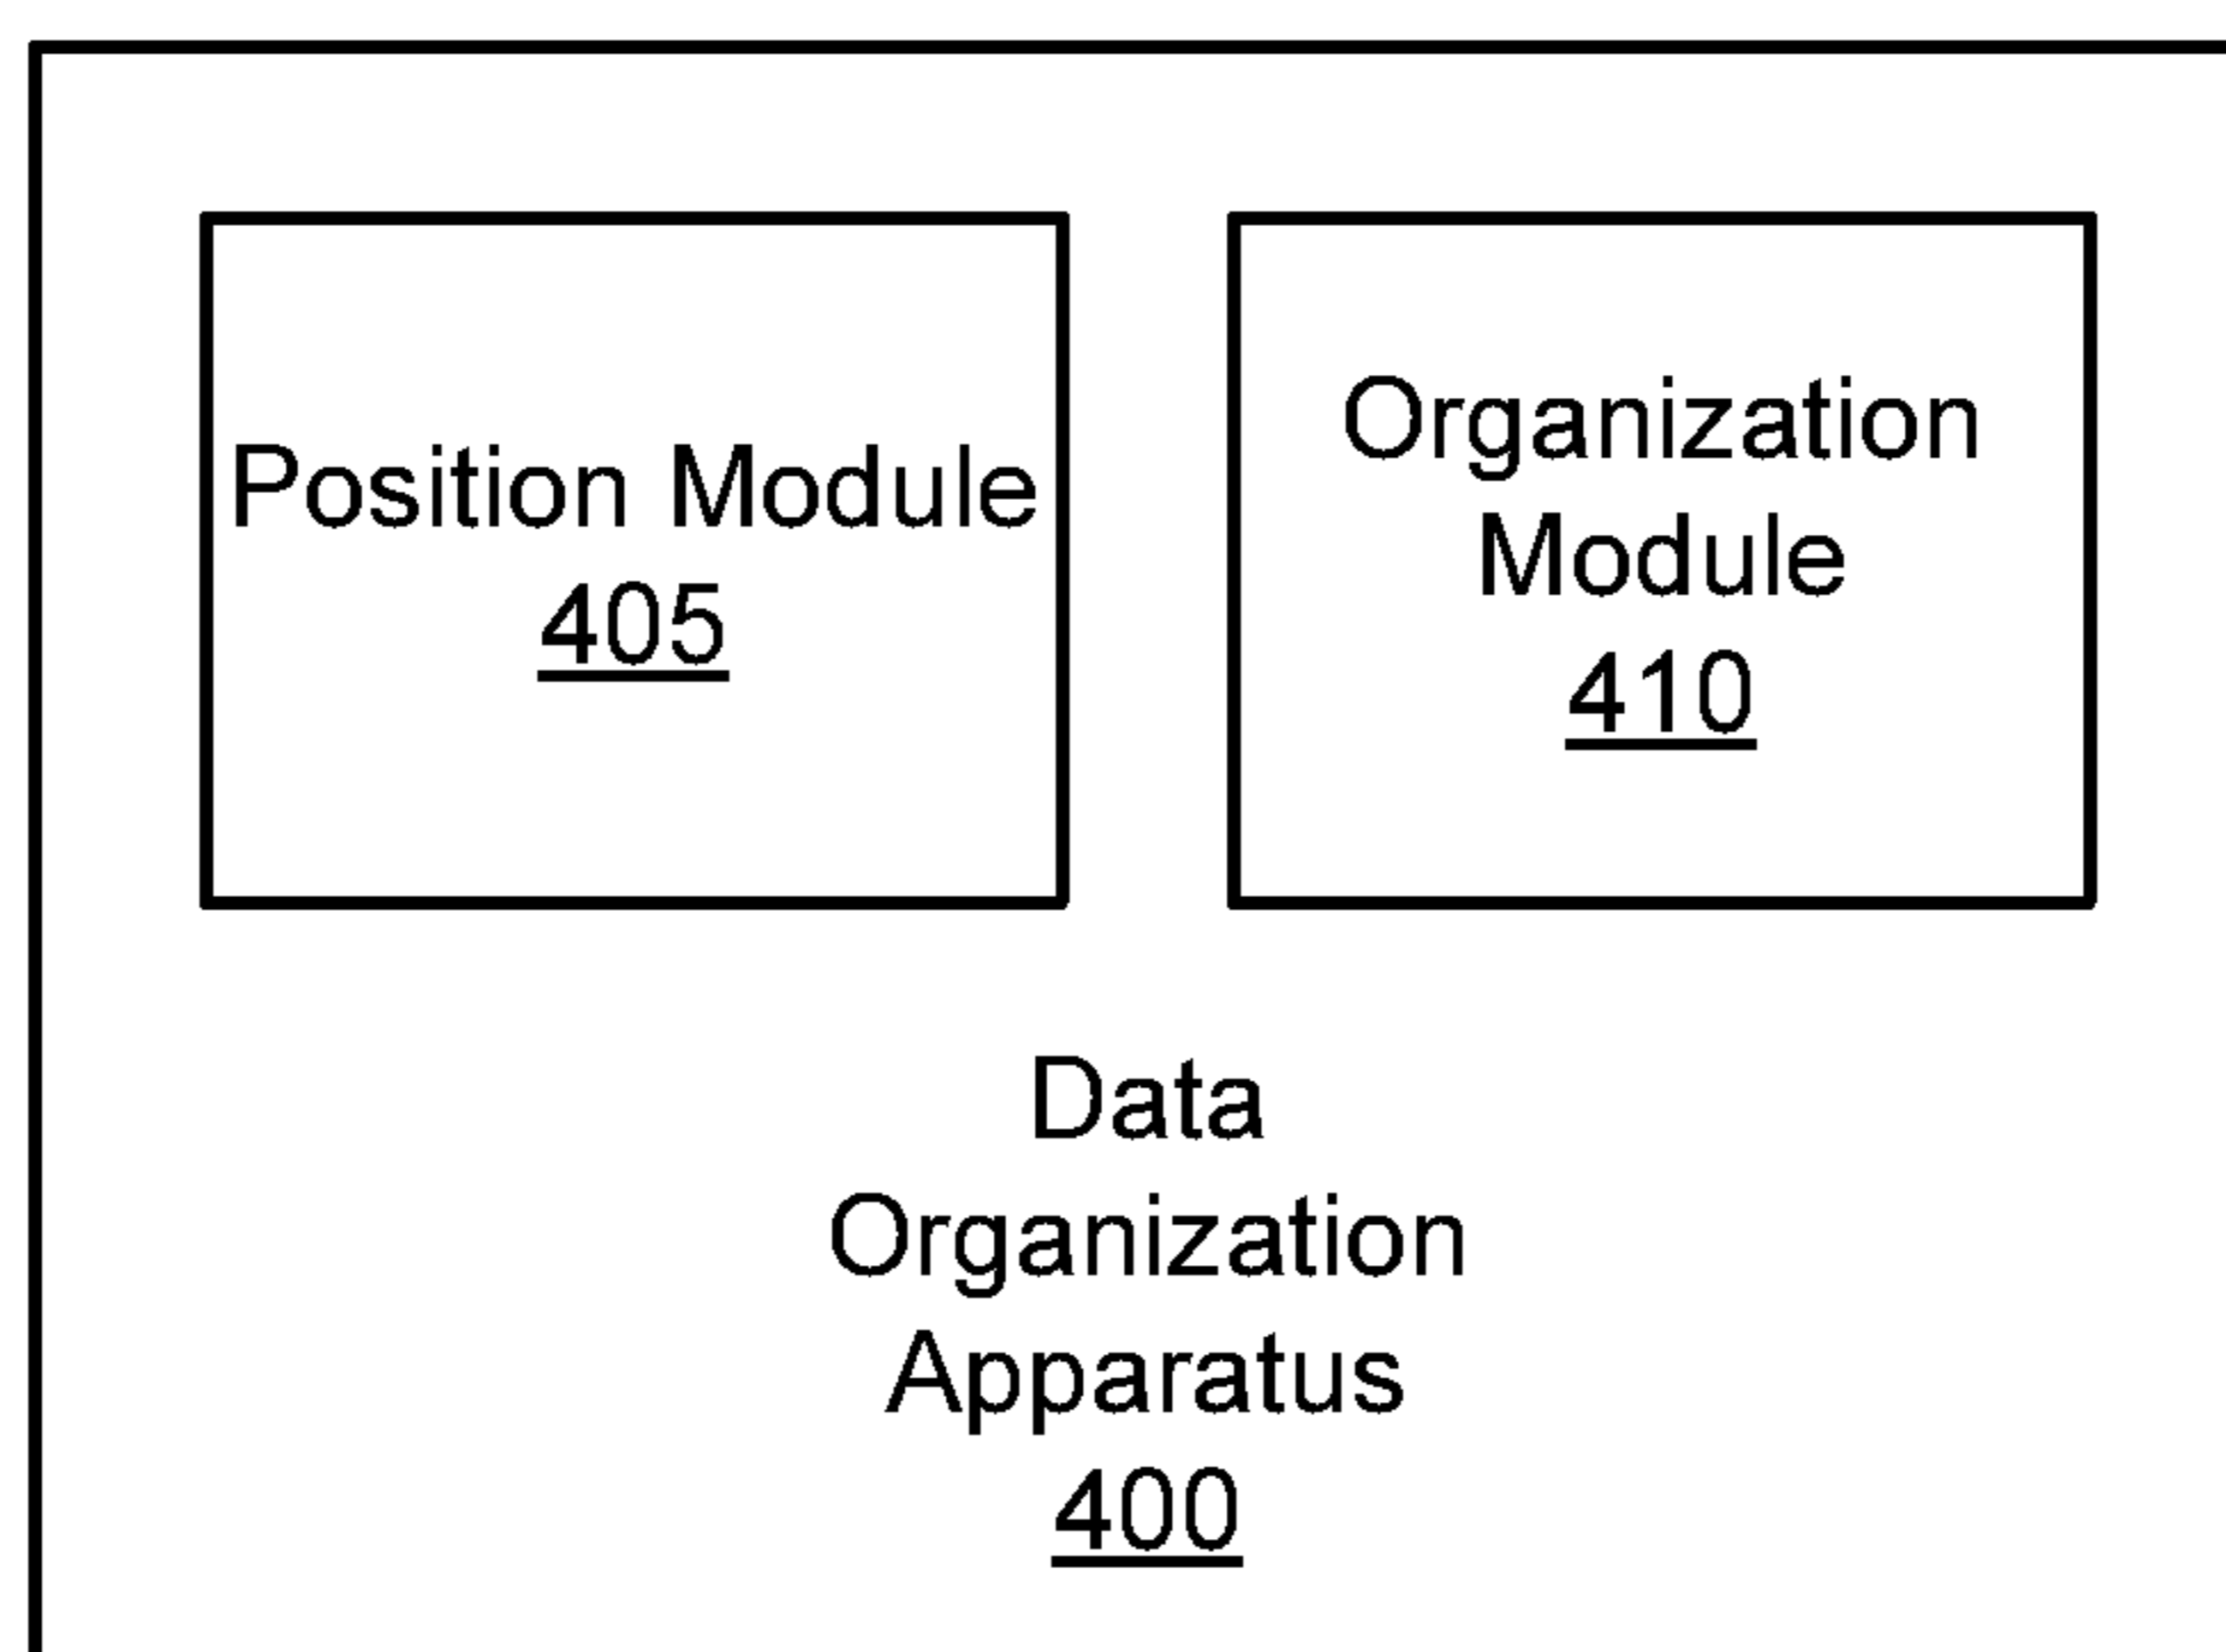 Position Module
405
Organization
Module
410
Data
Organization
Apparatus
400